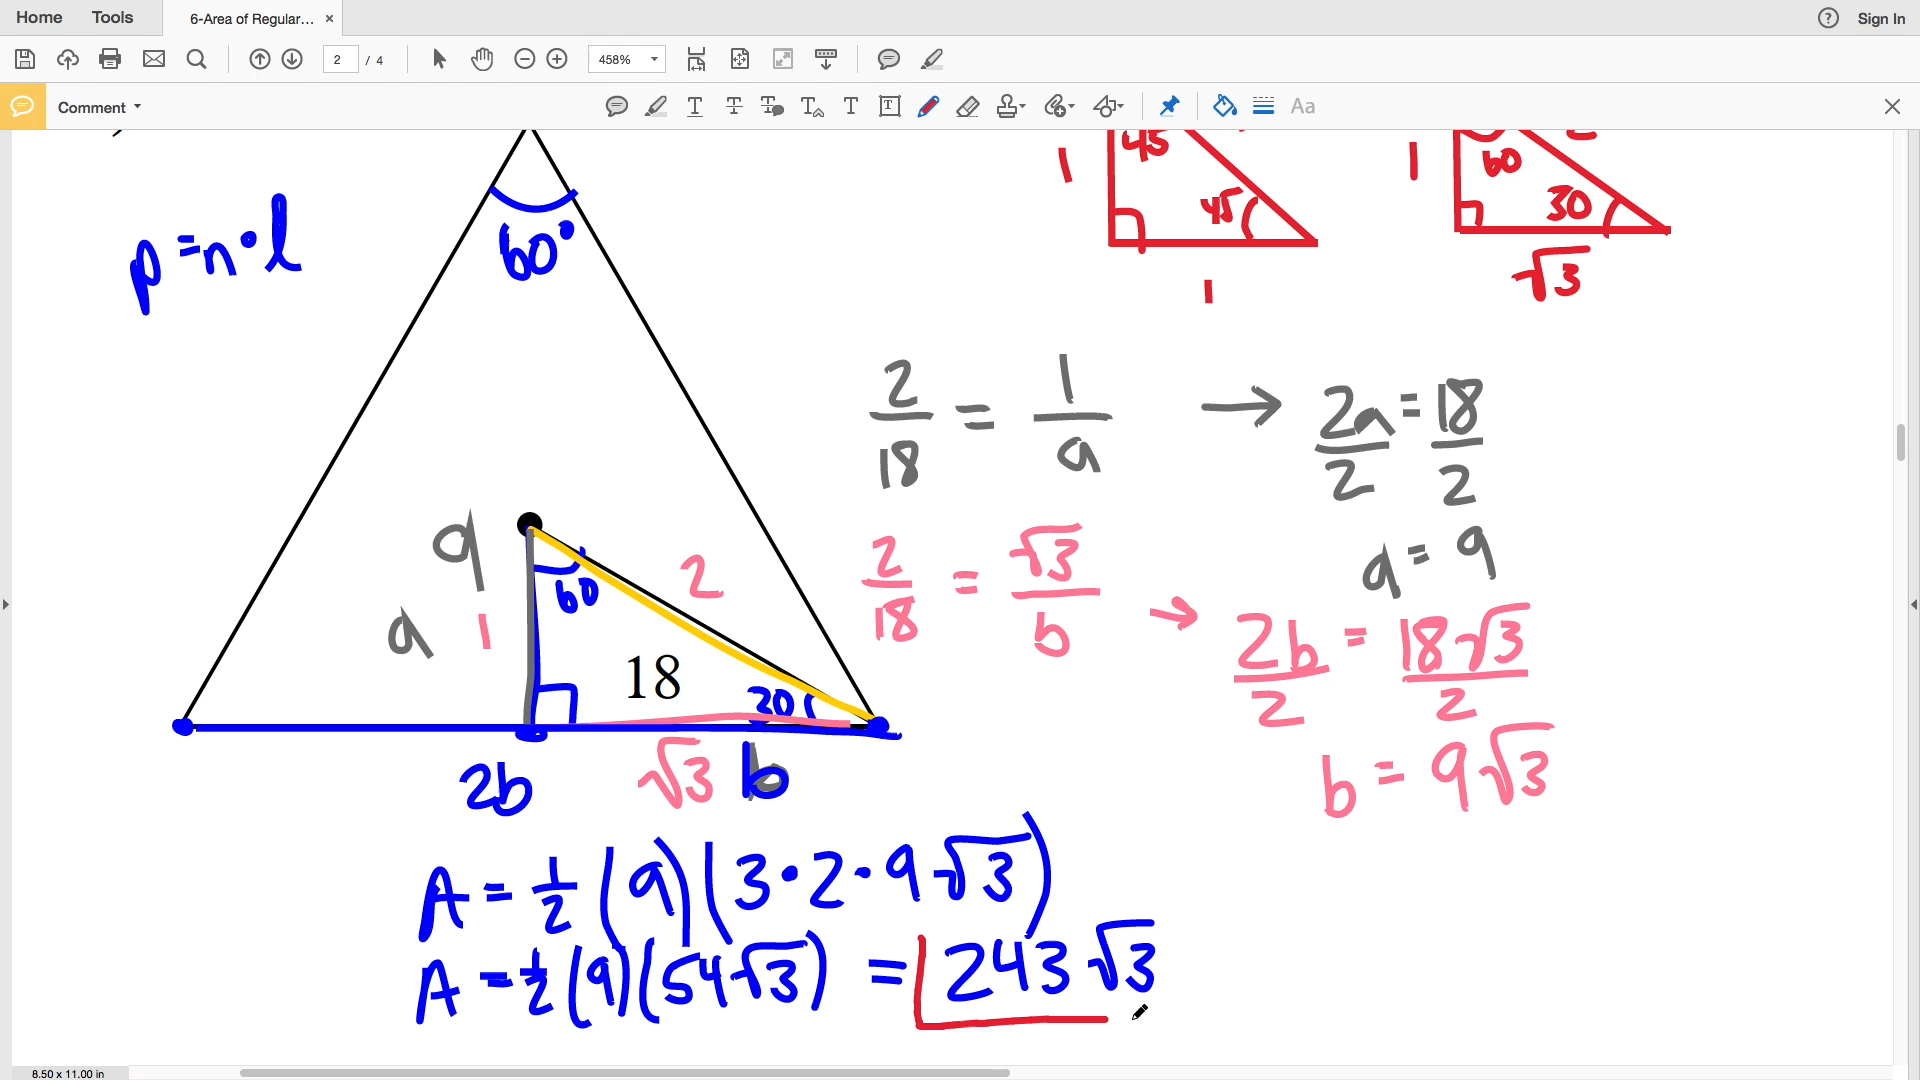 Home Tools 6-Area of Regular... × Sign In
2 / 4 458%
Comment Aa
p = n • l
60°
45
45
1
1
60
30
1
√3
2/18 = 1/a → 2a/2 = 18/2
a = 9
2/18 = √3/b → 2b/2 = 18√3/2
b = 9√3
9
a 1
60
2
18
30
2b √3 b
A = 1/2 (9)(3•2•9√3)
A = 1/2 (9)(54√3) = 243√3
8.50 x 11.00 in